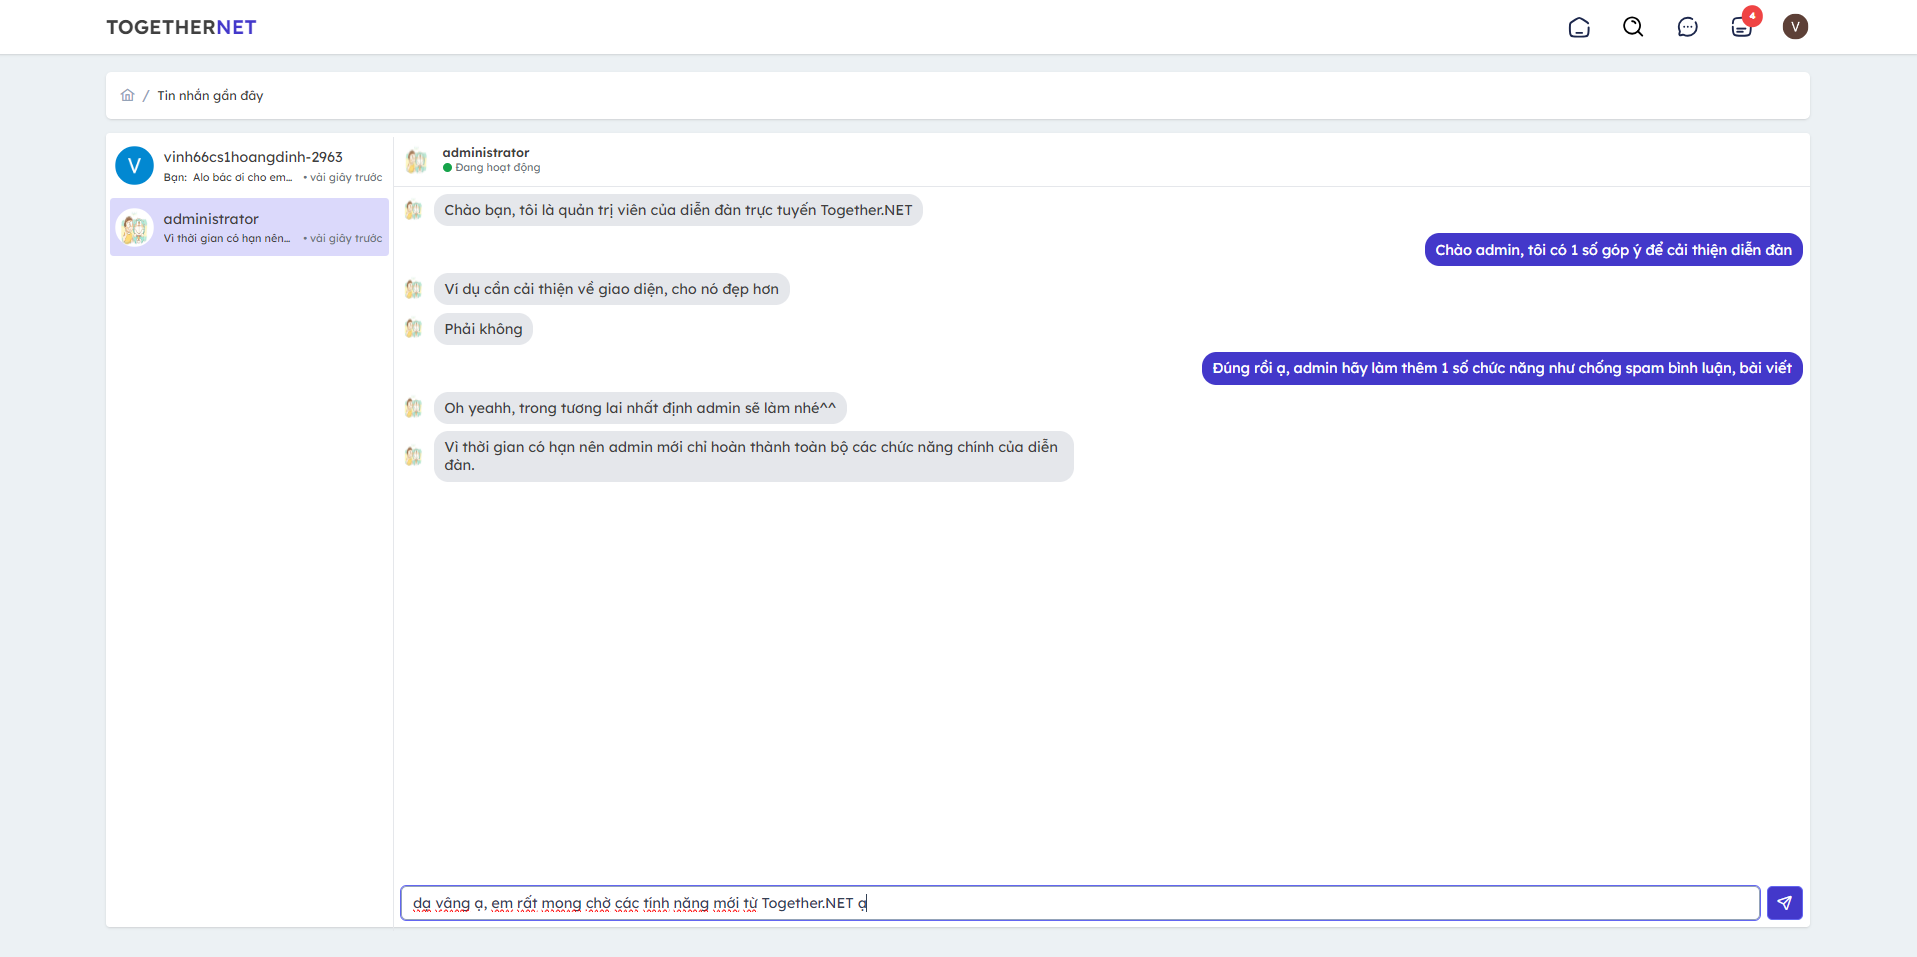 TOGETHERNET
4
V
/ Tin nhắn gần đây
V
vinh66cs1hoangdinh-2963
Bạn: Alo bác ơi cho em... • vài giây trước
administrator
Vì thời gian có hạn nên... • vài giây trước
administrator
Đang hoạt động
Chào bạn, tôi là quản trị viên của diễn đàn trực tuyến Together.NET
Chào admin, tôi có 1 số góp ý để cải thiện diễn đàn
Ví dụ cần cải thiện về giao diện, cho nó đẹp hơn
Phải không
Đúng rồi ạ, admin hãy làm thêm 1 số chức năng như chống spam bình luận, bài viết
Oh yeahh, trong tương lai nhất định admin sẽ làm nhé^^
Vì thời gian có hạn nên admin mới chỉ hoàn thành toàn bộ các chức năng chính của diễn
đàn.
dạ vâng ạ, em rất mong chờ các tính năng mới từ Together.NET ạ